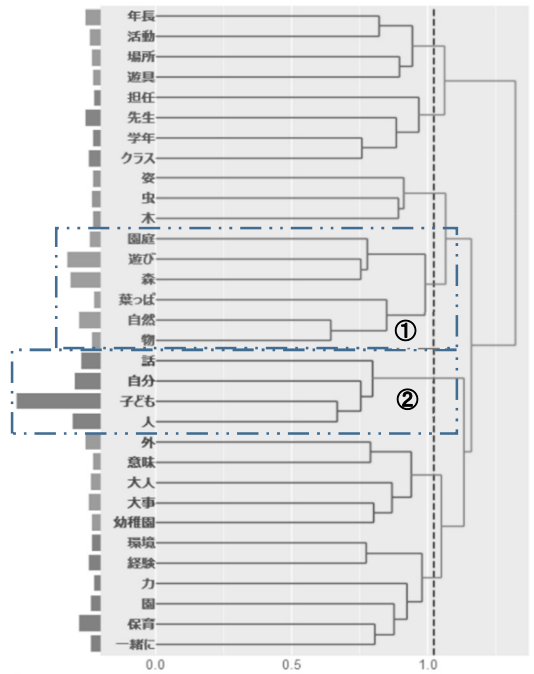 年長
活動
場所
遊具
担任
先生
学年
クラス
姿
虫
木
園庭
遊び
森
葉っぱ
自然
物
①
話
自分
子ども
②
人
外
意味
大人
大事
幼稚園
環境
経験
力
園
保育
一緒に
0.0 0.5 1.0